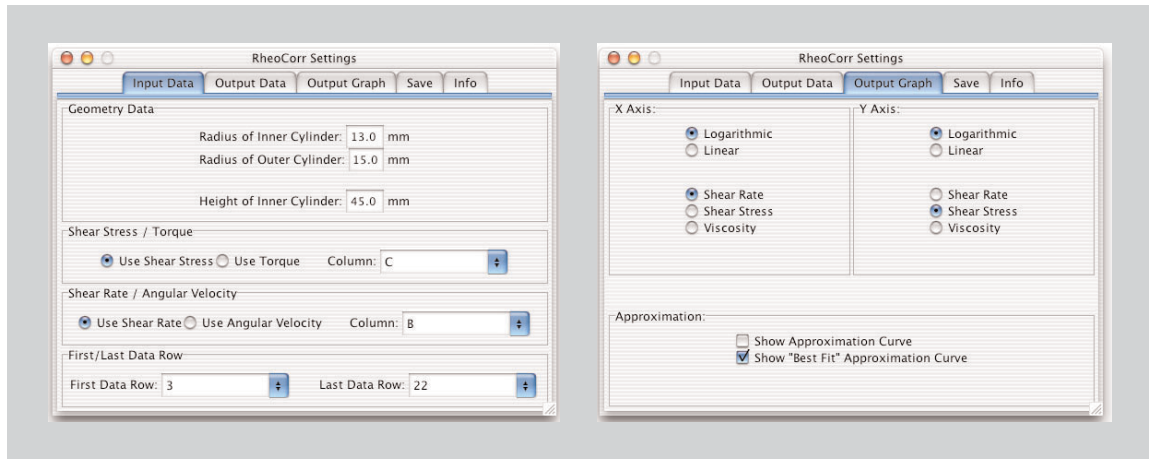 RheoCorr Settings
Input Data Output Data Output Graph Save Info
Geometry Data
Radius of Inner Cylinder: 13.0 mm
Radius of Outer Cylinder: 15.0 mm
Height of Inner Cylinder: 45.0 mm
Shear Stress / Torque
Use Shear Stress Use Torque Column: C
Shear Rate / Angular Velocity
Use Shear Rate Use Angular Velocity Column: B
First/Last Data Row
First Data Row: 3 Last Data Row: 22
RheoCorr Settings
Input Data Output Data Output Graph Save Info
X Axis:
Logarithmic
Linear
Shear Rate
Shear Stress
Viscosity
Y Axis:
Logarithmic
Linear
Shear Rate
Shear Stress
Viscosity
Approximation:
Show Approximation Curve
Show "Best Fit" Approximation Curve